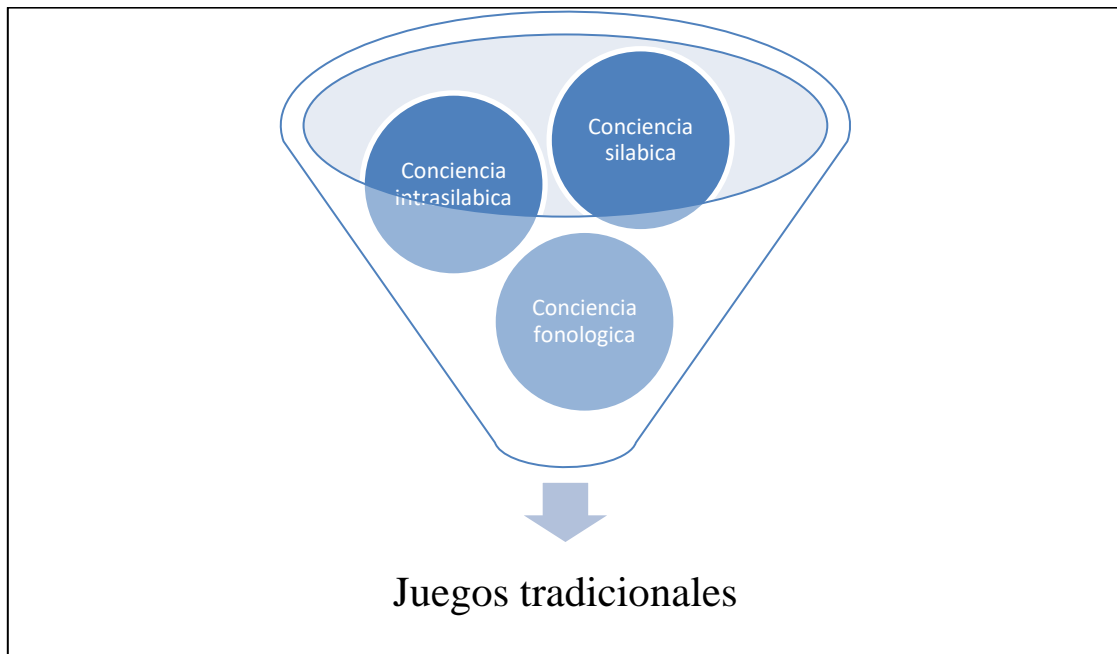 Conciencia
silabica
Conciencia
intrasilabica
Conciencia
fonologica
Juegos tradicionales